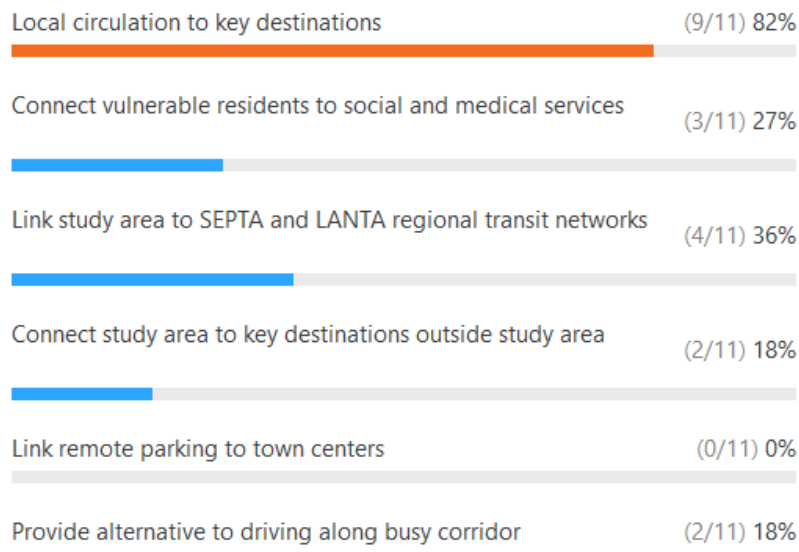 Local circulation to key destinations (9/11) 82%
Connect vulnerable residents to social and medical services (3/11) 27%
Link study area to SEPTA and LANTA regional transit networks (4/11) 36%
Connect study area to key destinations outside study area (2/11) 18%
Link remote parking to town centers (0/11) 0%
Provide alternative to driving along busy corridor (2/11) 18%